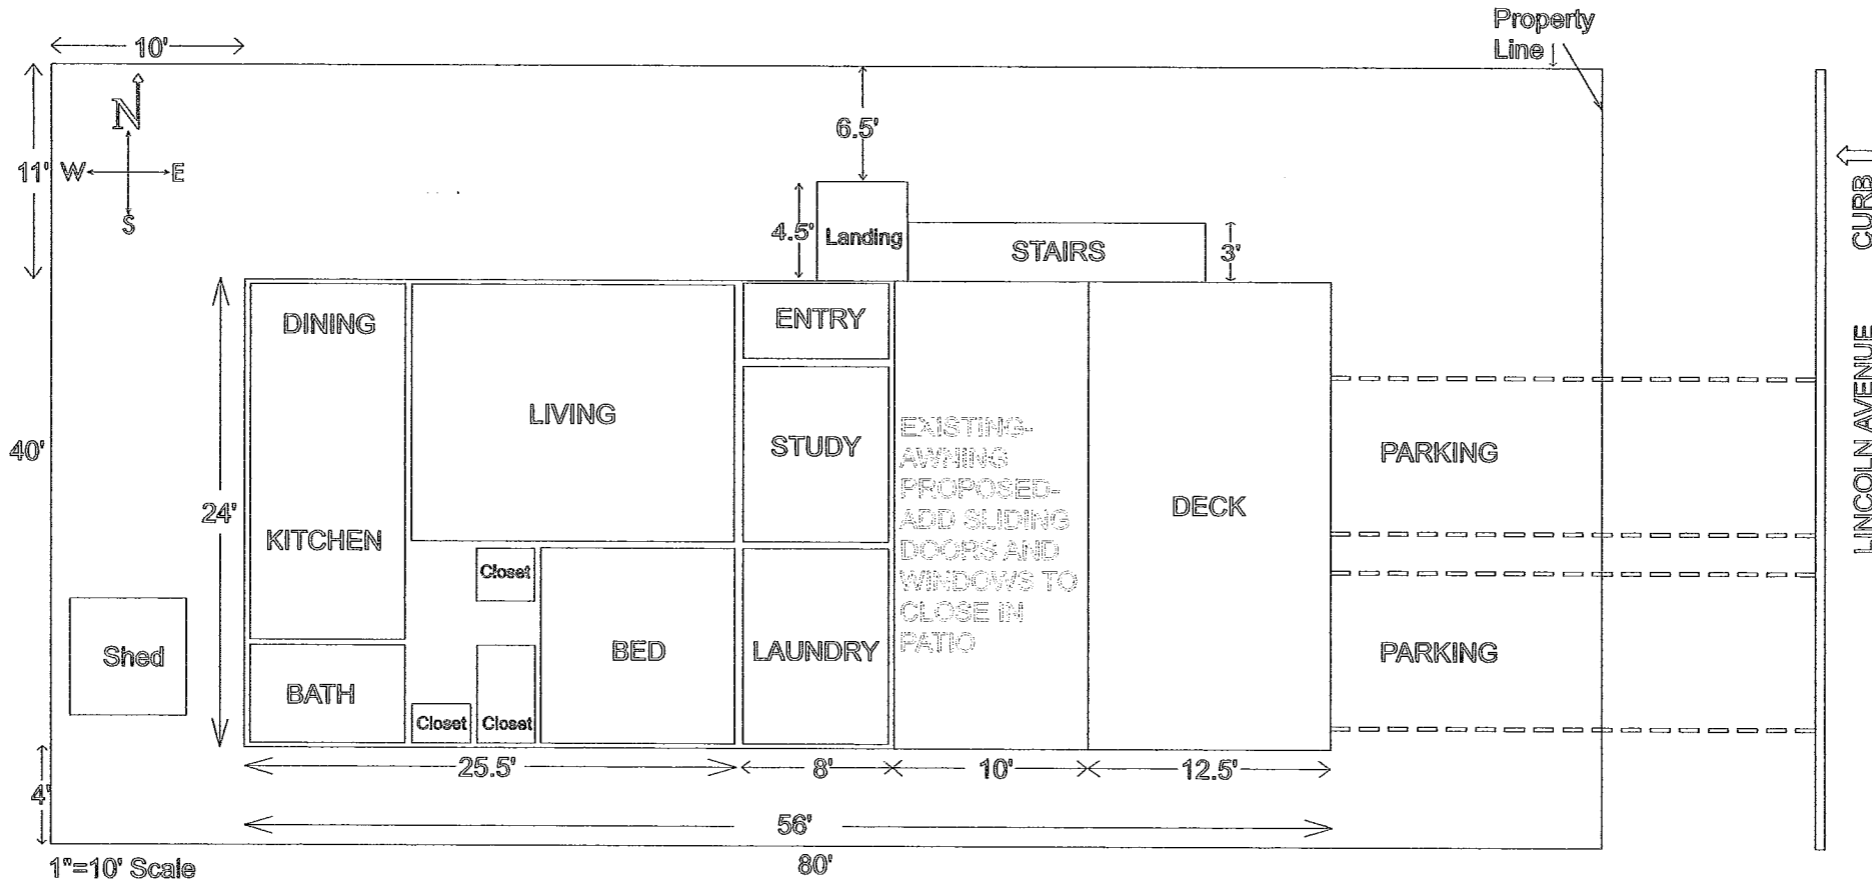 Property
Line
10'
N
11'
W
E
S
6.5'
4.5'
Landing
STAIRS
3'
CURB
LINCOLN AVENUE
DINING
ENTRY
LIVING
STUDY
EXISTING-
AWNING
PROPOSED-
ADD SLIDING
DOORS AND
WINDOWS TO
CLOSE IN
PATIO
DECK
PARKING
40'
24'
KITCHEN
Closet
Shed
BED
LAUNDRY
PARKING
BATH
Closet
Closet
25.5'
8'
10'
12.5'
4'
56'
80'
1"=10' Scale